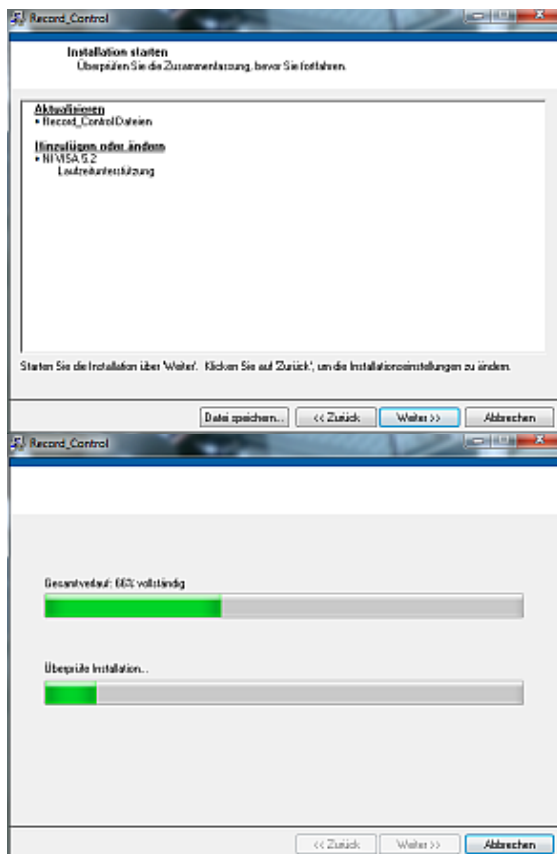 Record_Control
Installation starten
Überprüfen Sie die Zusammenfassung, bevor Sie fortfahren.
Aktualisieren
• Record_Control Dateien
Hinzufügen oder ändern
• NI VISA 5.2
Laufzeitunterstützung
Starten Sie die Installation über 'Weiter'. Klicken Sie auf 'Zurück', um die Installationseinstellungen zu ändern.
Datei speichern... << Zurück Weiter >> Abbrechen
Record_Control
Gesamtverlauf: 66% vollständig
Überprüfe Installation...
<< Zurück Weiter >> Abbrechen